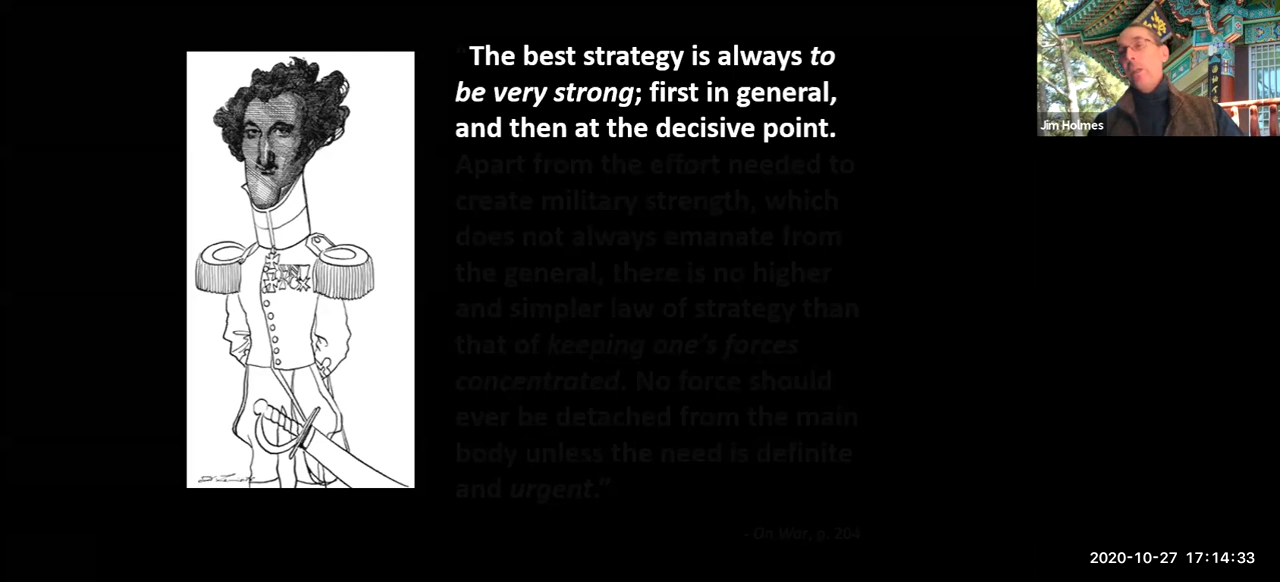 “The best strategy is always to
be very strong; first in general,
and then at the decisive point.
Apart from the effort needed to
create military strength, which
does not always emanate from
the general, there is no higher
and simpler law of strategy than
that of keeping one’s forces
concentrated. No force should
ever be detached from the main
body unless the need is definite
and urgent.”
- On War, p. 204
Jim Holmes
2020-10-27 17:14:33